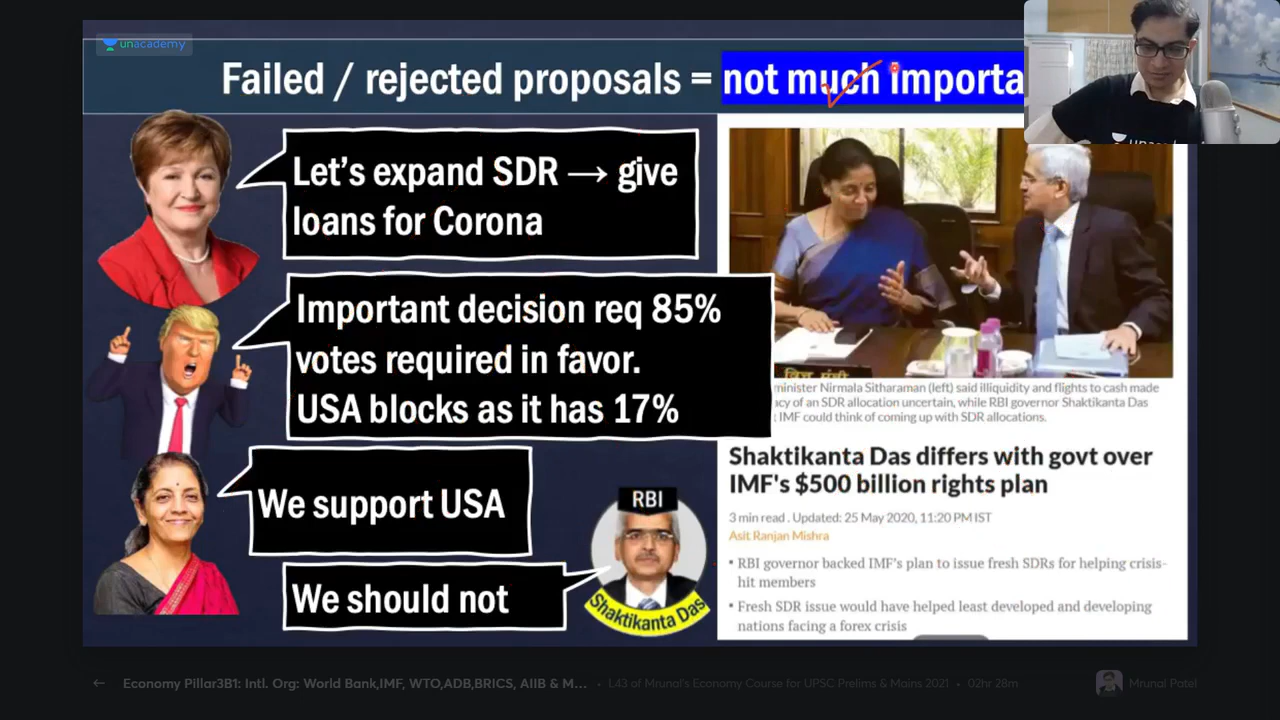 unacademy
Failed / rejected proposals = not much importa
Let's expand SDR → give
loans for Corona
Important decision req 85%
votes required in favor.
USA blocks as it has 17%
We support USA
RBI
We should not
Shaktikanta Das
minister Nirmala Sitharaman (left) said illiquidity and flights to cash made
cy of an SDR allocation uncertain, while RBI governor Shaktikanta Das
IMF could think of coming up with SDR allocations.
Shaktikanta Das differs with govt over
IMF's $500 billion rights plan
3 min read . Updated: 25 May 2020, 11:20 PM IST
Asit Ranjan Mishra
• RBI governor backed IMF's plan to issue fresh SDRs for helping crisis-
hit members
• Fresh SDR issue would have helped least developed and developing
nations facing a forex crisis
← Economy Pillar3B1: Intl. Org: World Bank,IMF, WTO,ADB,BRICS, AIIB & M... • L43 of Mrunal's Economy Course for UPSC Prelims & Mains 2021 • 02hr 28m
Mrunal Patel